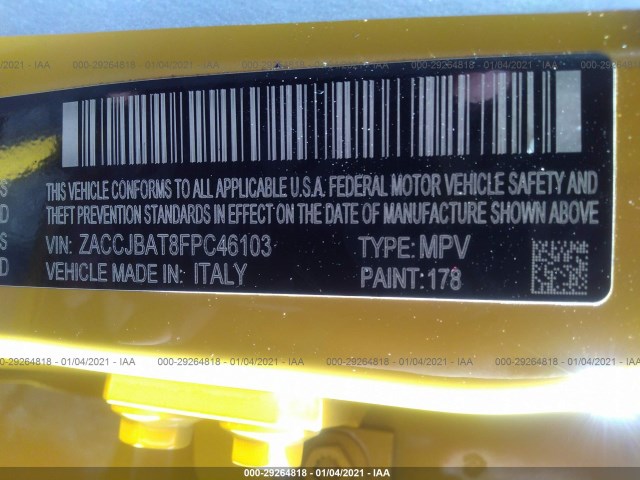 000-29264818 - 01/04/2021 - IAA
THIS VEHICLE CONFORMS TO ALL APPLICABLE U.S.A. FEDERAL MOTOR VEHICLE SAFETY AND
THEFT PREVENTION STANDARDS IN EFFECT ON THE DATE OF MANUFACTURE SHOWN ABOVE
VIN: ZACCJBAT8FPC46103 TYPE: MPV
VEHICLE MADE IN: ITALY PAINT: 178
000-29264818 - 01/04/2021 - IAA
000-29264818 - 01/04/2021 - IAA